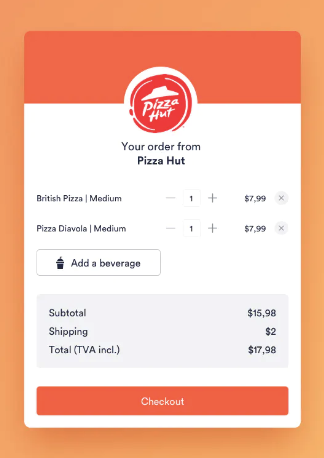 Pizza
Hut
Your order from
Pizza Hut
British Pizza | Medium — 1 + $7,99 ×
Pizza Diavola | Medium — 1 + $7,99 ×
Add a beverage
Subtotal $15,98
Shipping $2
Total (TVA incl.) $17,98
Checkout